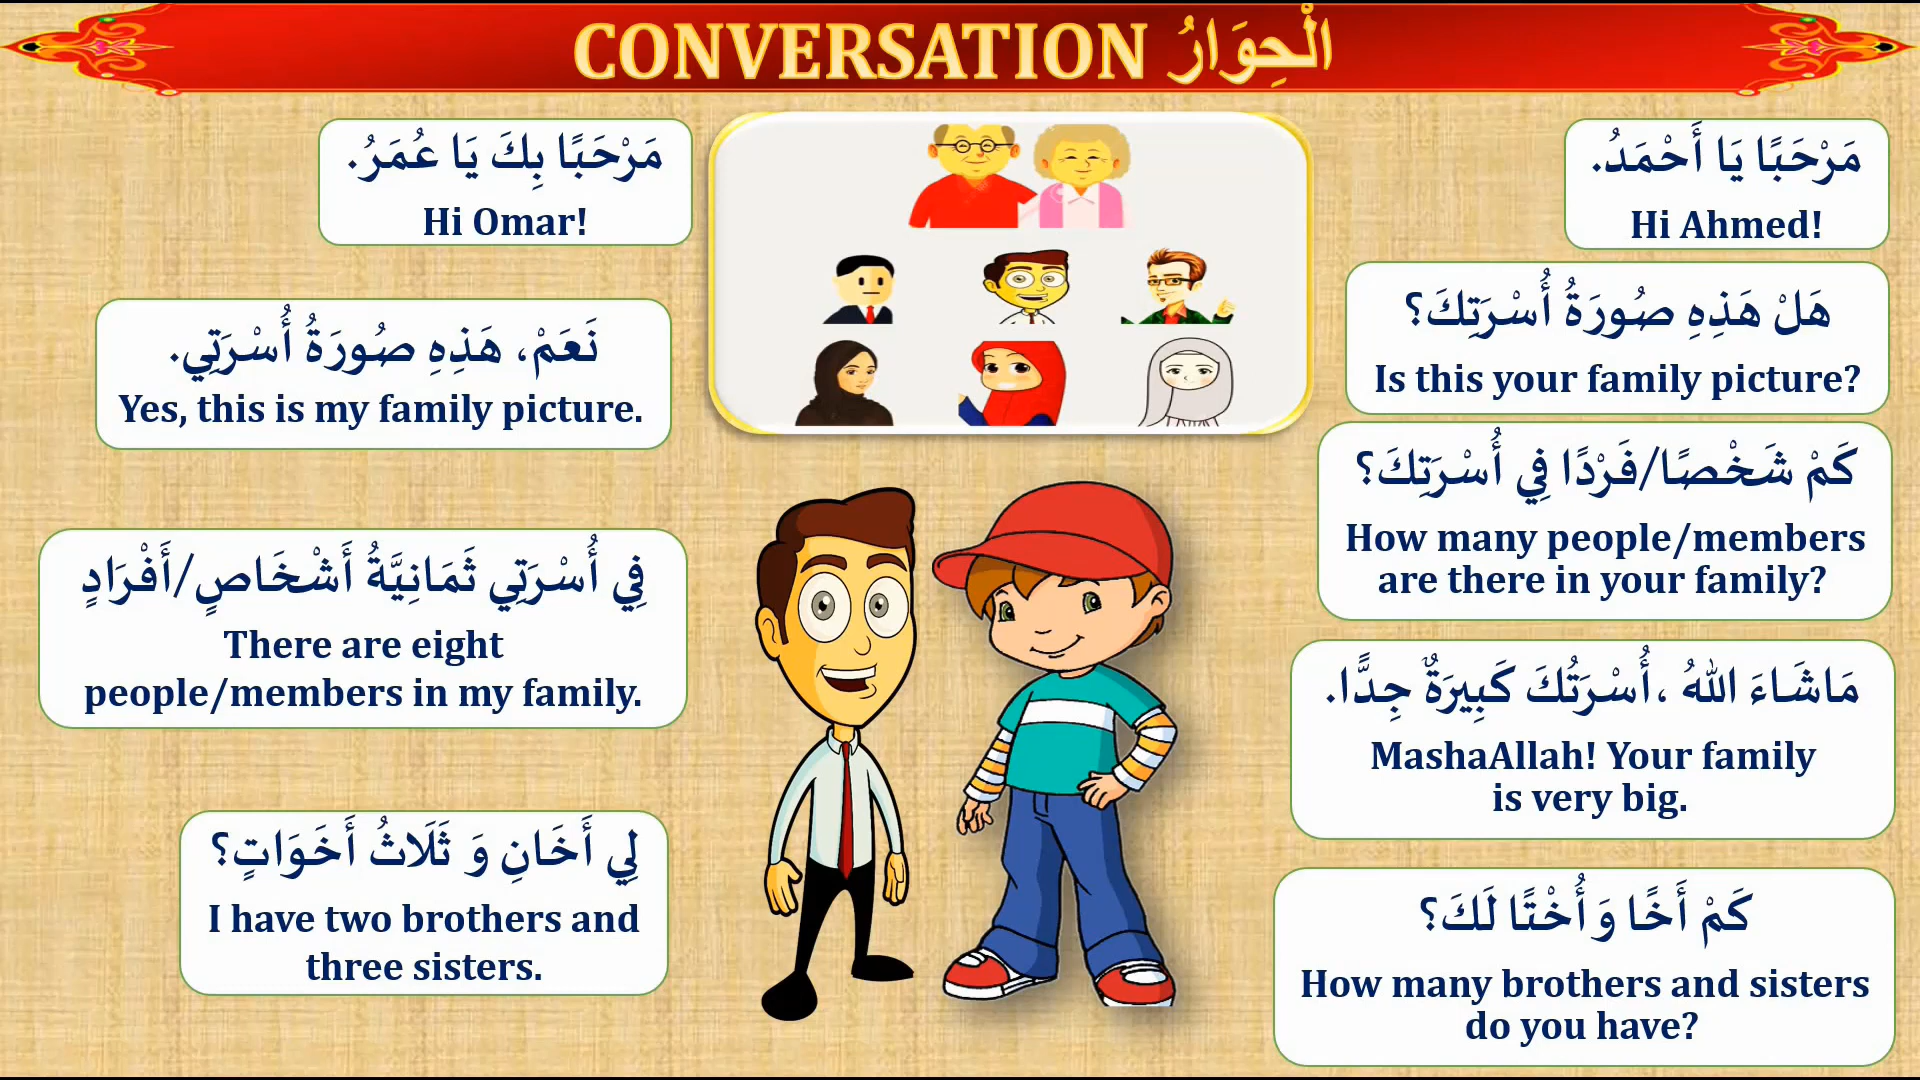 CONVERSATION الْحِوَارُ
مَرْحَبًا يَا أَحْمَدُ.
Hi Ahmed!
مَرْحَبًا بِكَ يَا عُمَرُ.
Hi Omar!
هَلْ هَذِهِ صُورَةُ أُسْرَتِكَ؟
Is this your family picture?
نَعَمْ، هَذِهِ صُورَةُ أُسْرَتِي.
Yes, this is my family picture.
كَمْ شَخْصًا/فَرْدًا فِي أُسْرَتِكَ؟
How many people/members
are there in your family?
فِي أُسْرَتِي ثَمَانِيَّةُ أَشْخَاصٍ/أَفْرَادٍ
There are eight
people/members in my family.
مَاشَاءَ اللهُ ،أُسْرَتُكَ كَبِيرَةٌ جِدًّا.
MashaAllah! Your family
is very big.
كَمْ أَخًا وَ أُخْتًا لَكَ؟
How many brothers and sisters
do you have?
لِي أَخَانِ وَ ثَلَاثُ أَخَوَاتٍ؟
I have two brothers and
three sisters.